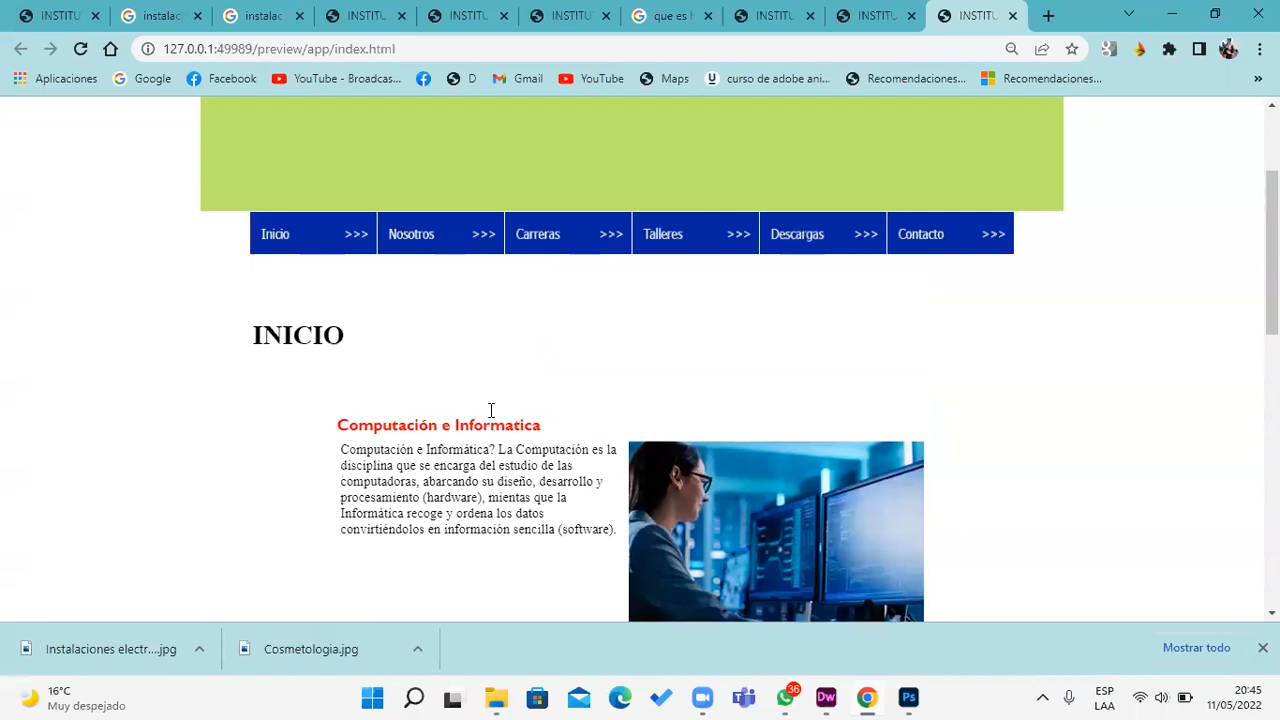 INSTITU
instalac
instalac
INSTITU
INSTITU
INSTITU
que es h
INSTITU
INSTITU
INSTITU
127.0.0.1:49989/preview/app/index.html
Aplicaciones
Google
Facebook
YouTube - Broadcas...
D
Gmail
YouTube
Maps
curso de adobe ani...
Recomendaciones...
Recomendaciones...
»
Inicio >>>
Nosotros >>>
Carreras >>>
Talleres >>>
Descargas >>>
Contacto >>>
INICIO
Computación e Informatica
Computación e Informática? La Computación es la
disciplina que se encarga del estudio de las
computadoras, abarcando su diseño, desarrollo y
procesamiento (hardware), mientas que la
Informática recoge y ordena los datos
convirtiéndolos en información sencilla (software).
Instalaciones electr....jpg
Cosmetologia.jpg
Mostrar todo
16°C
Muy despejado
36
Dw
Ps
ESP
LAA
20:45
11/05/2022